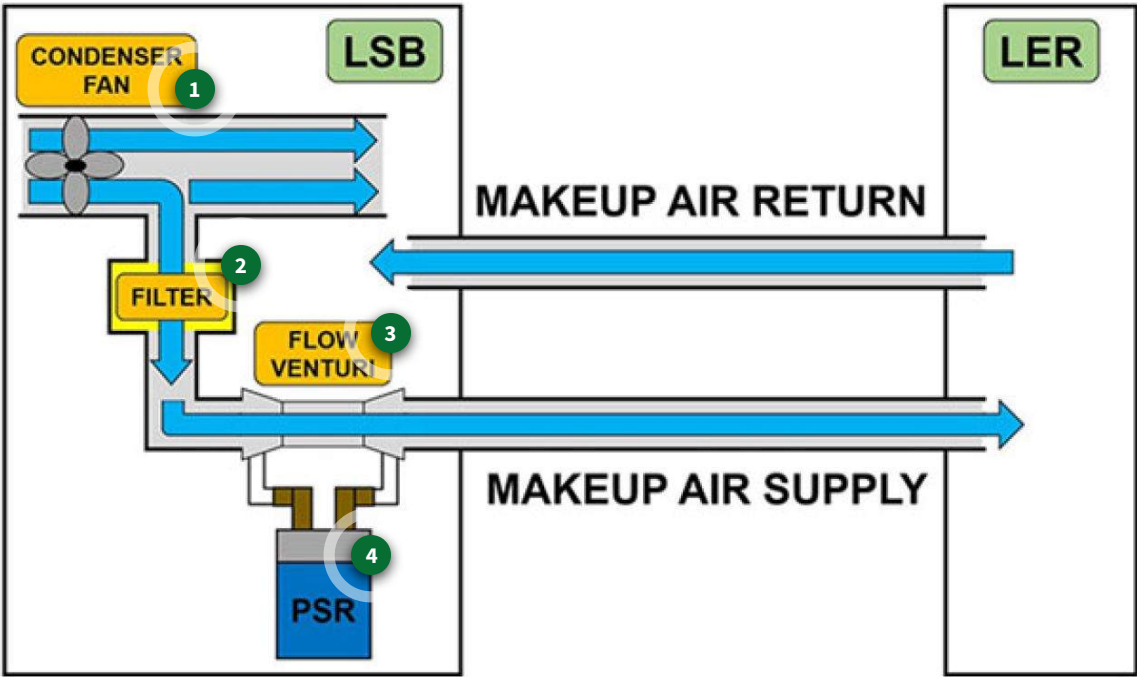 CONDENSER
FAN
1
LSB
LER
MAKEUP AIR RETURN
2
FILTER
3
FLOW
VENTURI
MAKEUP AIR SUPPLY
4
PSR